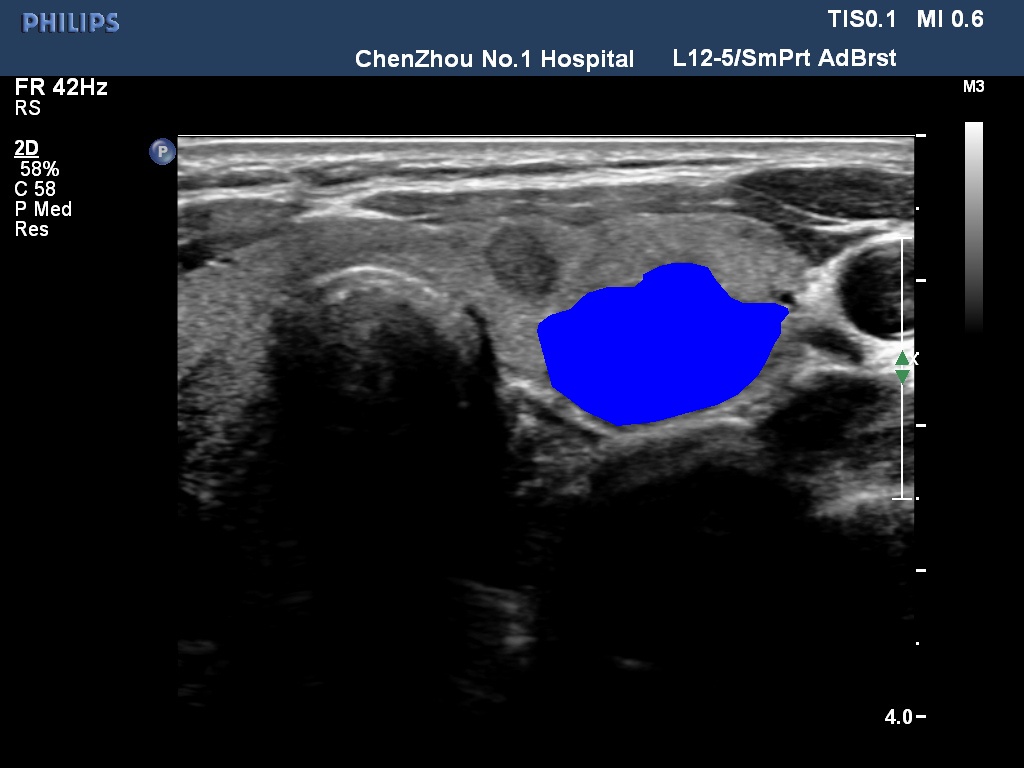 PHILIPS
TIS0.1 MI 0.6
ChenZhou No.1 Hospital L12-5/SmPrt AdBrst
FR 42Hz
RS
M3
2D
58%
C 58
P Med
Res
P
X
4.0